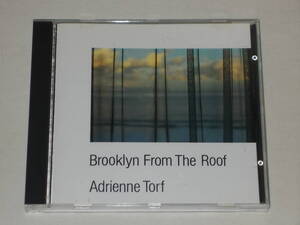 Brooklyn From The Roof
Adrienne Torf